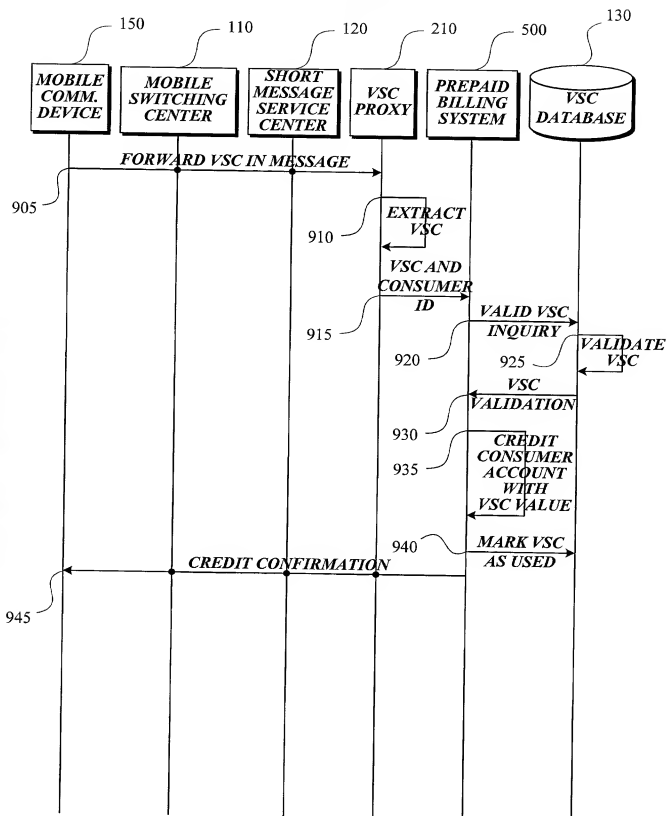 150
110
120
210
500
130
MOBILE
COMM.
DEVICE
MOBILE
SWITCHING
CENTER
SHORT
MESSAGE
SERVICE
CENTER
VSC
PROXY
PREPAID
BILLING
SYSTEM
VSC
DATABASE
FORWARD VSC IN MESSAGE
905
910
EXTRACT
VSC
VSC AND
CONSUMER
ID
915
VALID VSC
INQUIRY
920
925
VALIDATE
VSC
VSC
VALIDATION
930
935
CREDIT
CONSUMER
ACCOUNT
WITH
VSC VALUE
940
MARK VSC
AS USED
CREDIT CONFIRMATION
945